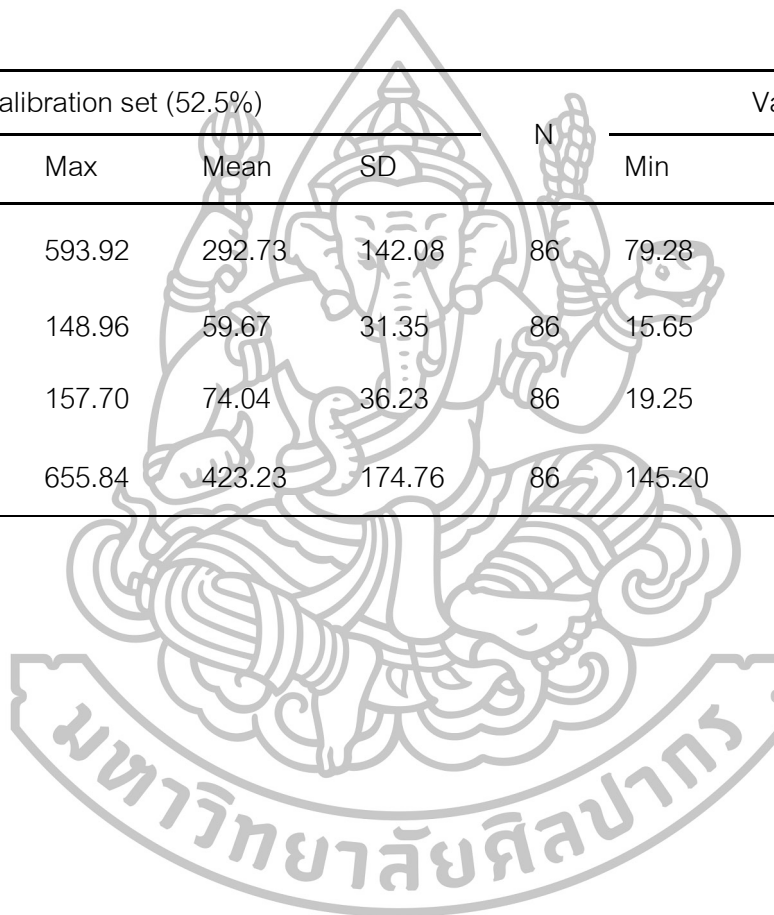 alibration set (52.5%) N Va
Max Mean SD Min
593.92 292.73 142.08 86 79.28
148.96 59.67 31.35 86 15.65
157.70 74.04 36.23 86 19.25
655.84 423.23 174.76 86 145.20
มหาวิทยาลัยศิลปากร